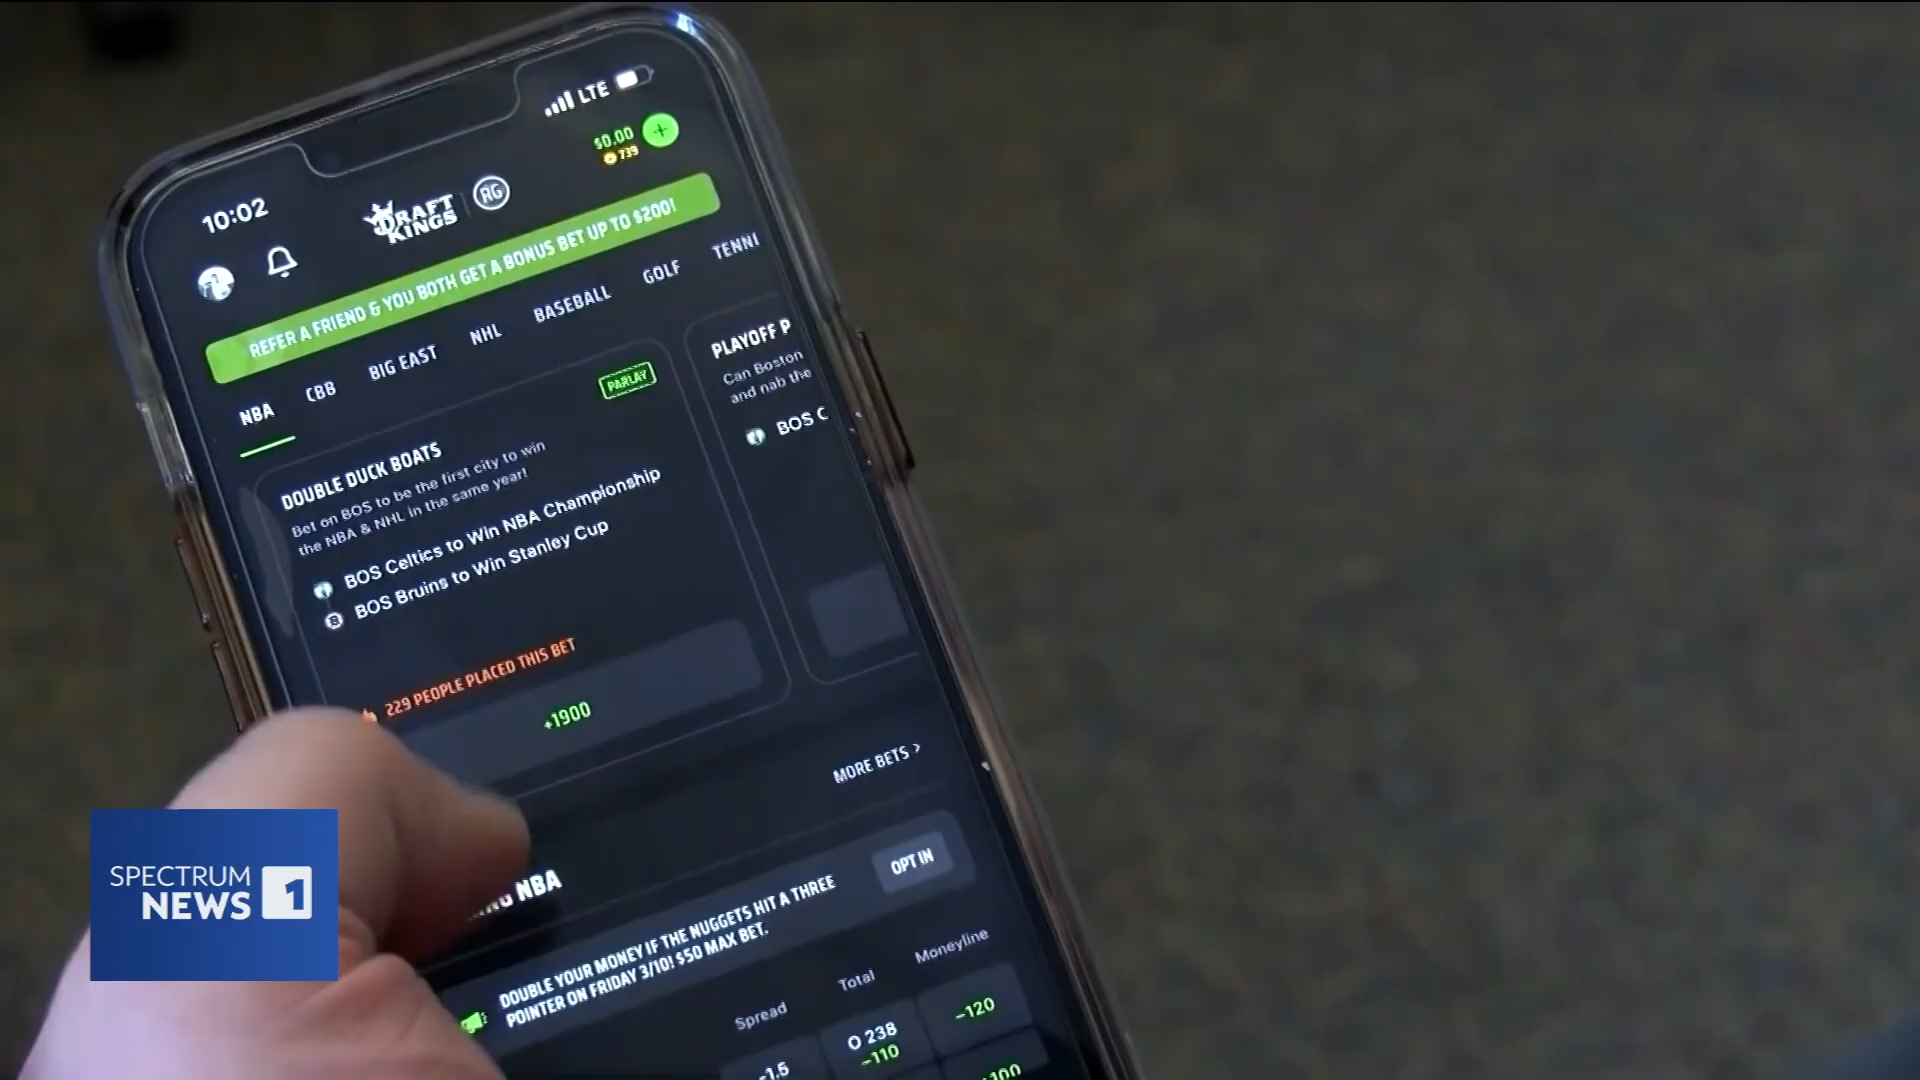 10:02
LTE
$0.00
739
DRAFT
KINGS
RG
REFER A FRIEND & YOU BOTH GET A BONUS BET UP TO $200!
NBA
CBB
BIG EAST
NHL
BASEBALL
GOLF
TENNI
PARLAY
DOUBLE DUCK BOATS
Bet on BOS to be the first city to win
the NBA & NHL in the same year!
BOS Celtics to Win NBA Championship
BOS Bruins to Win Stanley Cup
229 PEOPLE PLACED THIS BET
+1900
PLAYOFF P
Can Boston
and nab the
BOS C
MORE BETS >
NBA
DOUBLE YOUR MONEY IF THE NUGGETS HIT A THREE
POINTER ON FRIDAY 3/10! $50 MAX BET.
OPT IN
Spread
Total
Moneyline
-1.5
O 238
-110
-120
SPECTRUM
NEWS 1